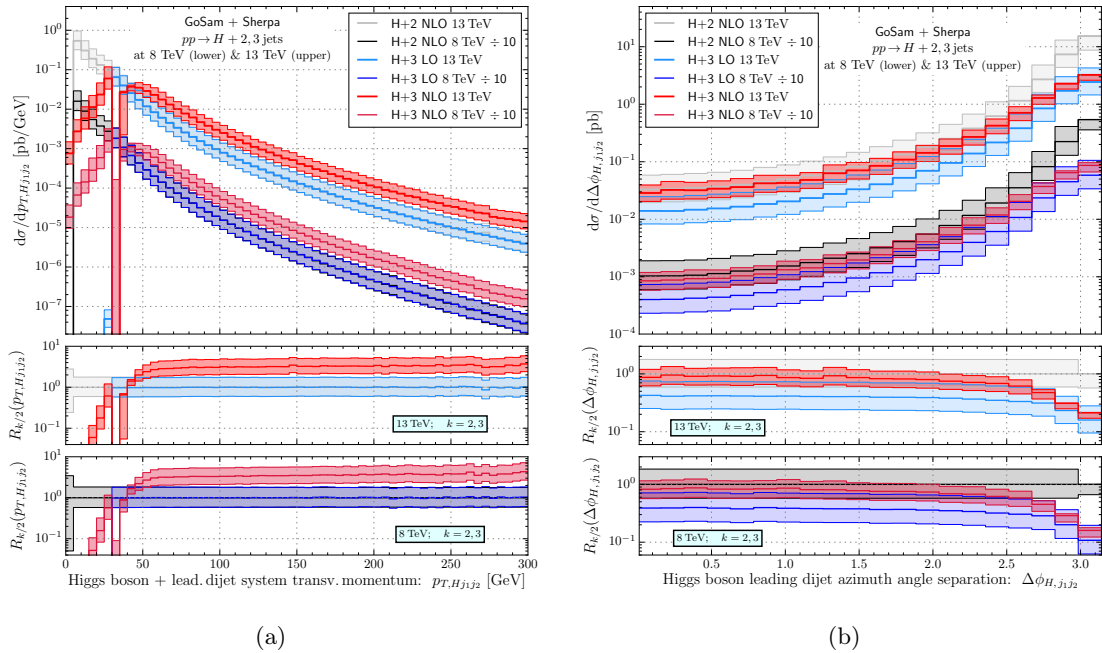 GoSam + Sherpa
pp → H + 2, 3 jets
at 8 TeV (lower) & 13 TeV (upper)
H+2 NLO 13 TeV
H+2 NLO 8 TeV ÷ 10
H+3 LO 13 TeV
H+3 LO 8 TeV ÷ 10
H+3 NLO 13 TeV
H+3 NLO 8 TeV ÷ 10
dσ/dp_{T,Hj_1j_2} [pb/GeV]
10^0
10^{-1}
10^{-2}
10^{-3}
10^{-4}
10^{-5}
10^{-6}
10^{-7}
R_{k/2}(p_{T,Hj_1j_2})
10^1
10^0
10^{-1}
13 TeV; k = 2, 3
R_{k/2}(p_{T,Hj_1j_2})
10^1
10^0
10^{-1}
8 TeV; k = 2, 3
0 50 100 150 200 250 300
Higgs boson + lead. dijet system transv. momentum: p_{T,Hj_1j_2} [GeV]
(a)
H+2 NLO 13 TeV
H+2 NLO 8 TeV ÷ 10
H+3 LO 13 TeV
H+3 LO 8 TeV ÷ 10
H+3 NLO 13 TeV
H+3 NLO 8 TeV ÷ 10
GoSam + Sherpa
pp → H + 2, 3 jets
at 8 TeV (lower) & 13 TeV (upper)
dσ/dΔϕ_{H,j_1j_2} [pb]
10^1
10^0
10^{-1}
10^{-2}
10^{-3}
10^{-4}
R_{k/2}(Δϕ_{H,j_1j_2})
10^0
10^{-1}
13 TeV; k = 2, 3
R_{k/2}(Δϕ_{H,j_1j_2})
10^0
10^{-1}
8 TeV; k = 2, 3
0.5 1.0 1.5 2.0 2.5 3.0
Higgs boson leading dijet azimuth angle separation: Δϕ_{H,j_1j_2}
(b)